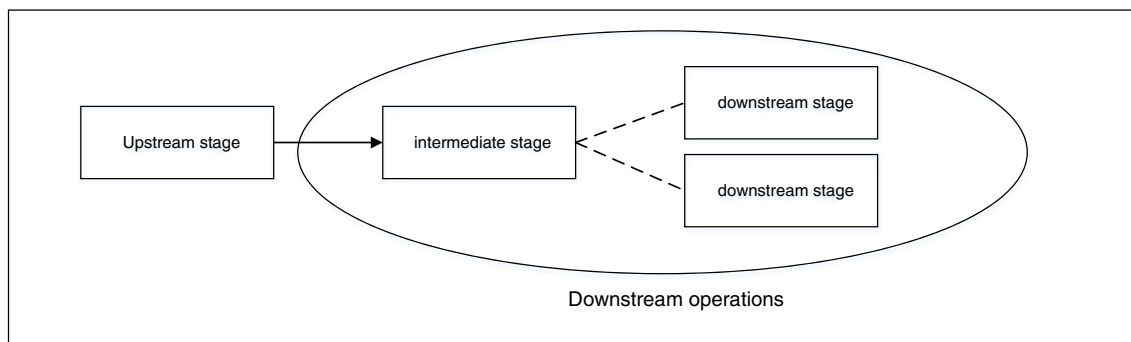 Upstream stage
intermediate stage
downstream stage
downstream stage
Downstream operations